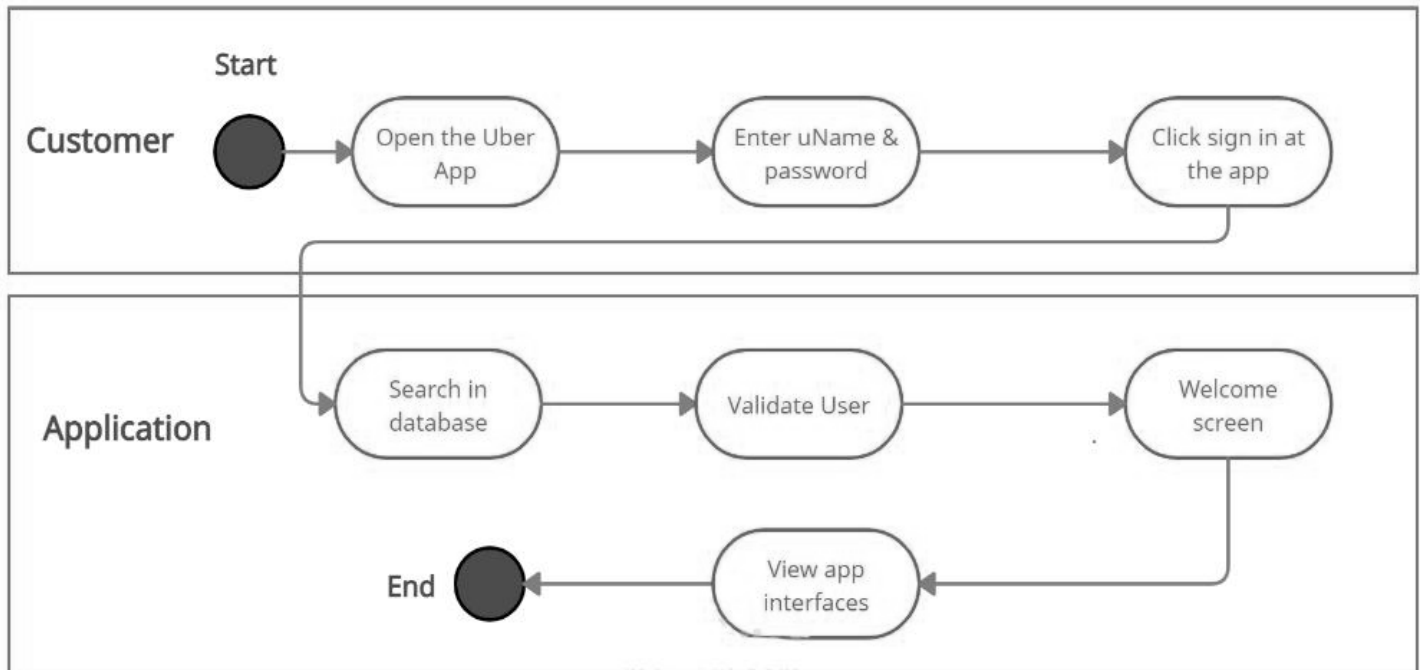 Start
Customer
Open the Uber
App
Enter uName &
password
Click sign in at
the app
Application
Search in
database
Validate User
Welcome
screen
End
View app
interfaces